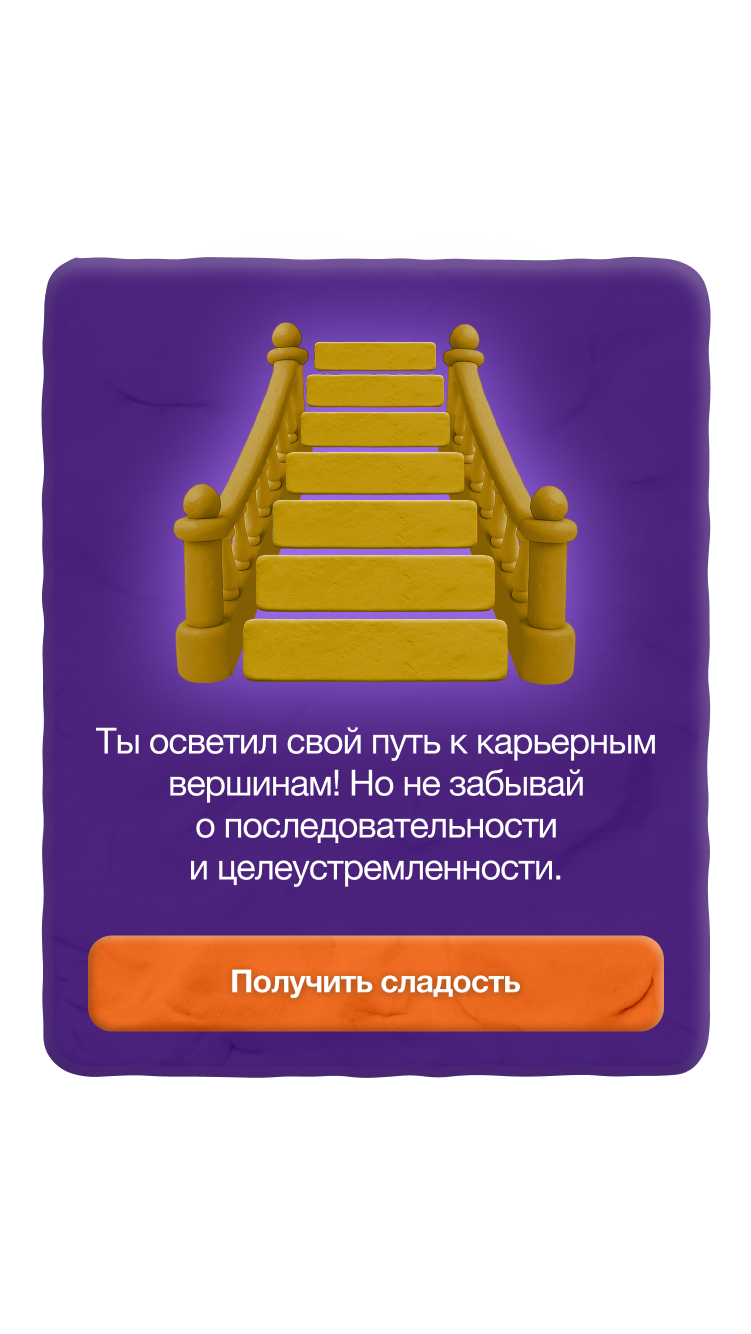 Ты осветил свой путь к карьерным
вершинам! Но не забывай
о последовательности
и целеустремленности.
Получить сладость